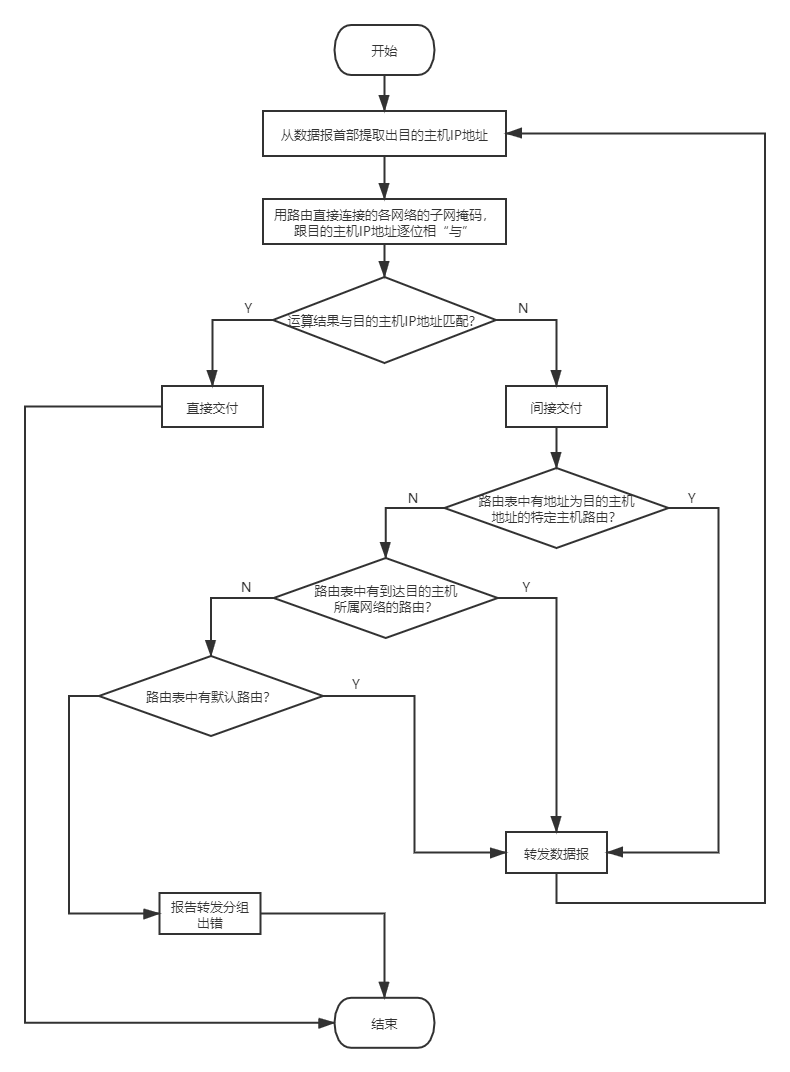 开始
从数据报首部提取出目的主机IP地址
用路由直接连接的各网络的子网掩码，
跟目的主机IP地址逐位相“与”
运算结果与目的主机IP地址匹配?
Y
N
直接交付
间接交付
路由表中有地址为目的主机
地址的特定主机路由?
N
Y
路由表中有到达目的主机
所属网络的路由?
N
Y
路由表中有默认路由?
Y
转发数据报
报告转发分组
出错
结束